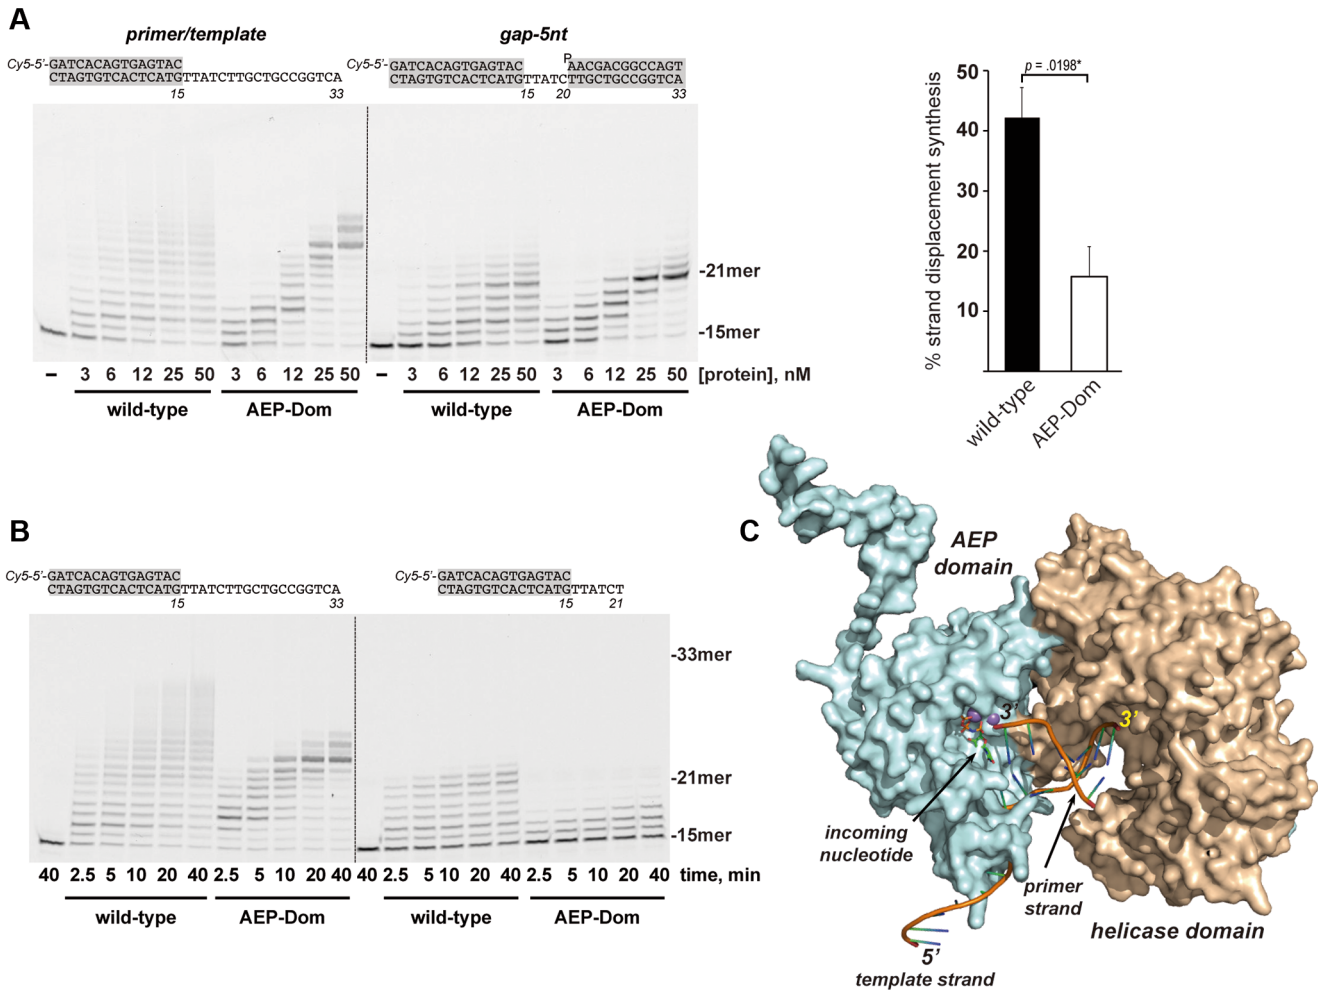 A
primer/template
Cy5-5'-GATCACAGTGAGTAC
CTAGTGTCACTCATGTTATCTTGCTGCCGGTCA
15 33
gap-5nt
P
Cy5-5'-GATCACAGTGAGTAC AACGACGGCCAGT
CTAGTGTCACTCATGTTATCTTGCTGCCGGTCA
15 20 33
-21mer
-15mer
– 3 6 12 25 50 3 6 12 25 50 – 3 6 12 25 50 3 6 12 25 50 [protein], nM
wild-type AEP-Dom wild-type AEP-Dom
% strand displacement synthesis
50
40
30
20
10
p = .0198*
wild-type
AEP-Dom
B
Cy5-5'-GATCACAGTGAGTAC
CTAGTGTCACTCATGTTATCTTGCTGCCGGTCA
15 33
Cy5-5'-GATCACAGTGAGTAC
CTAGTGTCACTCATGTTATCT
15 21
-33mer
-21mer
-15mer
40 2.5 5 10 20 40 2.5 5 10 20 40 40 2.5 5 10 20 40 2.5 5 10 20 40 time, min
wild-type AEP-Dom wild-type AEP-Dom
C
AEP
domain
3'
3'
incoming
nucleotide
primer
strand
helicase domain
5'
template strand